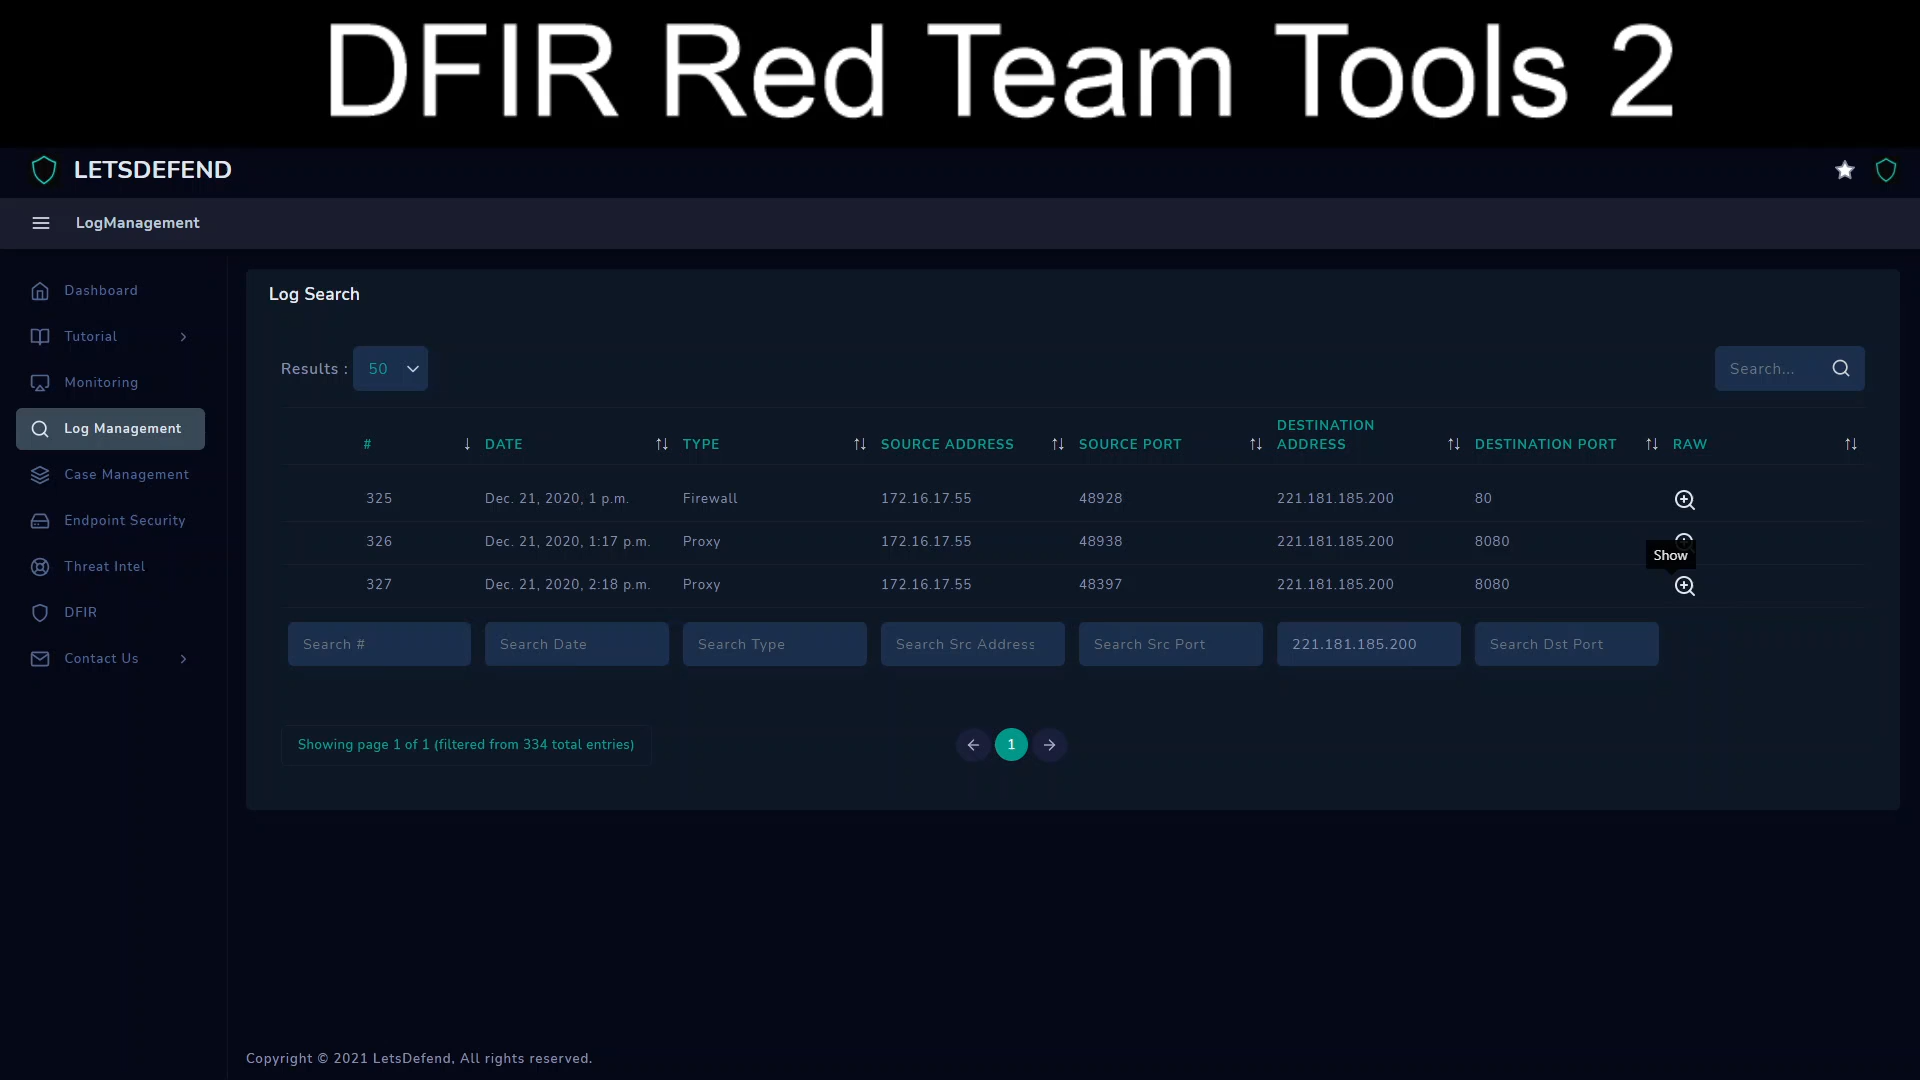 DFIR Red Team Tools 2
LETSDEFEND
LogManagement
Dashboard
Tutorial
Monitoring
Log Management
Case Management
Endpoint Security
Threat Intel
DFIR
Contact Us
Log Search
Results : 50
Search...
# DATE TYPE SOURCE ADDRESS SOURCE PORT DESTINATION ADDRESS DESTINATION PORT RAW
325 Dec. 21, 2020, 1 p.m. Firewall 172.16.17.55 48928 221.181.185.200 80
326 Dec. 21, 2020, 1:17 p.m. Proxy 172.16.17.55 48938 221.181.185.200 8080
Show
327 Dec. 21, 2020, 2:18 p.m. Proxy 172.16.17.55 48397 221.181.185.200 8080
Search # Search Date Search Type Search Src Address Search Src Port 221.181.185.200 Search Dst Port
Showing page 1 of 1 (filtered from 334 total entries)
1
Copyright © 2021 LetsDefend, All rights reserved.